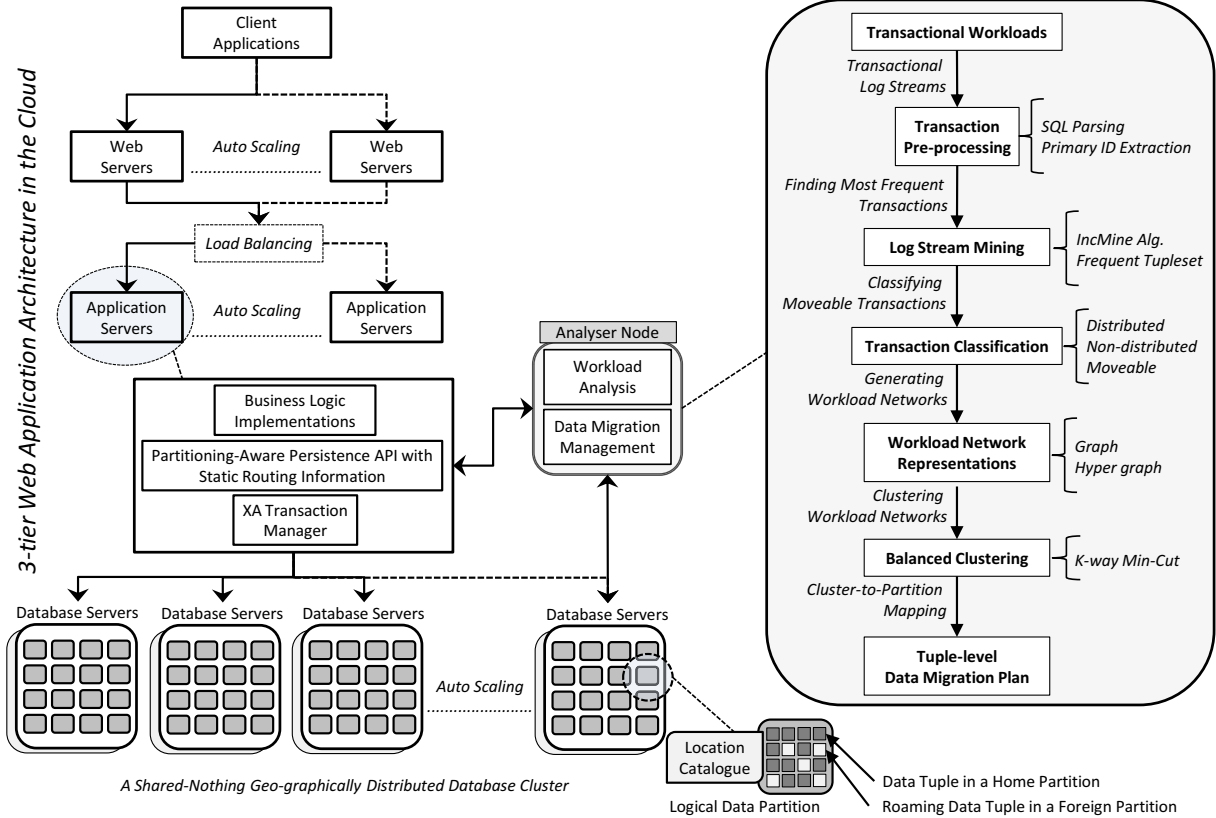 3-tier Web Application Architecture in the Cloud
Client
Applications
Web
Servers
Auto Scaling
Web
Servers
Load Balancing
Application
Servers
Auto Scaling
Application
Servers
Business Logic
Implementations
Partitioning-Aware Persistence API with
Static Routing Information
XA Transaction
Manager
Analyser Node
Workload
Analysis
Data Migration
Management
Database Servers
Database Servers
Database Servers
Database Servers
Auto Scaling
A Shared-Nothing Geo-graphically Distributed Database Cluster
Location
Catalogue
Logical Data Partition
Data Tuple in a Home Partition
Roaming Data Tuple in a Foreign Partition
Transactional Workloads
Transactional
Log Streams
Transaction
Pre-processing
SQL Parsing
Primary ID Extraction
Finding Most Frequent
Transactions
Log Stream Mining
IncMine Alg.
Frequent Tupleset
Classifying
Moveable Transactions
Transaction Classification
Distributed
Non-distributed
Moveable
Generating
Workload Networks
Workload Network
Representations
Graph
Hyper graph
Clustering
Workload Networks
Balanced Clustering
K-way Min-Cut
Cluster-to-Partition
Mapping
Tuple-level
Data Migration Plan